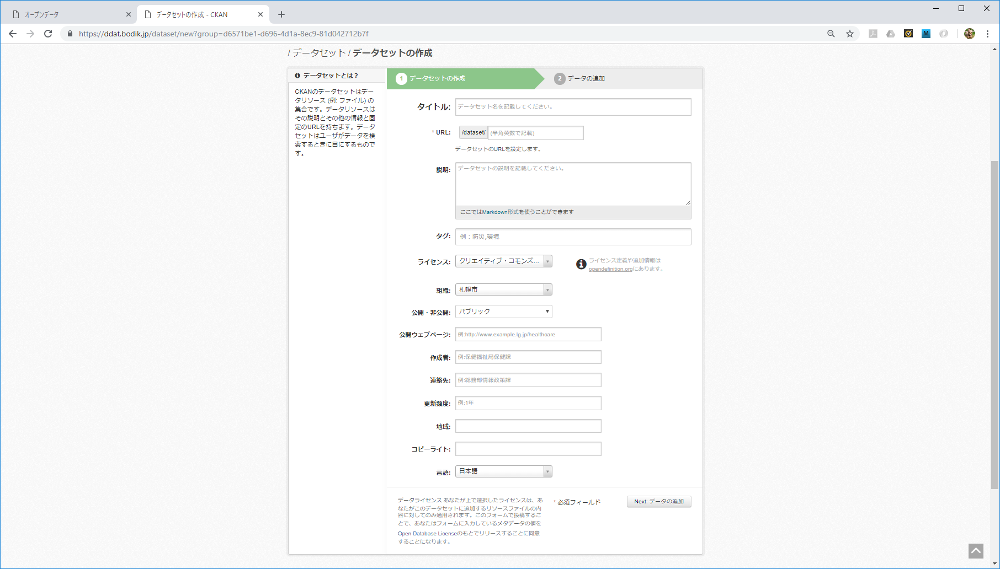 オープンデータ
データセットの作成 - CKAN
https://ddat.bodik.jp/dataset/new?group=d6571be1-d696-4d1a-8ec9-81d042712b7f
/ データセット / データセットの作成
データセットとは？
CKANのデータセットはデー
タリソース (例: ファイル) の
集合です。データリソースは
その説明とその他の情報と固
定のURLを持ちます。データ
セットはユーザがデータを検
索するときに目にするもので
す。
1 データセットの作成
2 データの追加
タイトル: データセット名を記載してください。
* URL: /dataset/ (半角英数で記載)
データセットのURLを設定します。
説明: データセットの説明を記載してください。
ここではMarkdown形式を使うことができます
タグ: 例：防災,環境
ライセンス: クリエイティブ・コモンズ...
ライセンス定義や追加情報は
opendefinition.orgにあります。
組織: 札幌市
公開・非公開: パブリック
公開ウェブページ: 例:http://www.example.lg.jp/healthcare
作成者: 例:保健福祉局保健課
連絡先: 例:総務部情報政策課
更新頻度: 例:1年
地域:
コピーライト:
言語: 日本語
データライセンス あなたが上で選択したライセンスは、あ
なたがこのデータセットに追加するリソースファイルの内
容に対してのみ適用されます。このフォームで投稿するこ
とで、あなたはフォームに入力しているメタデータの値を
Open Database Licenseのもとでリリースすることに同意
することになります。
* 必須フィールド
Next: データの追加